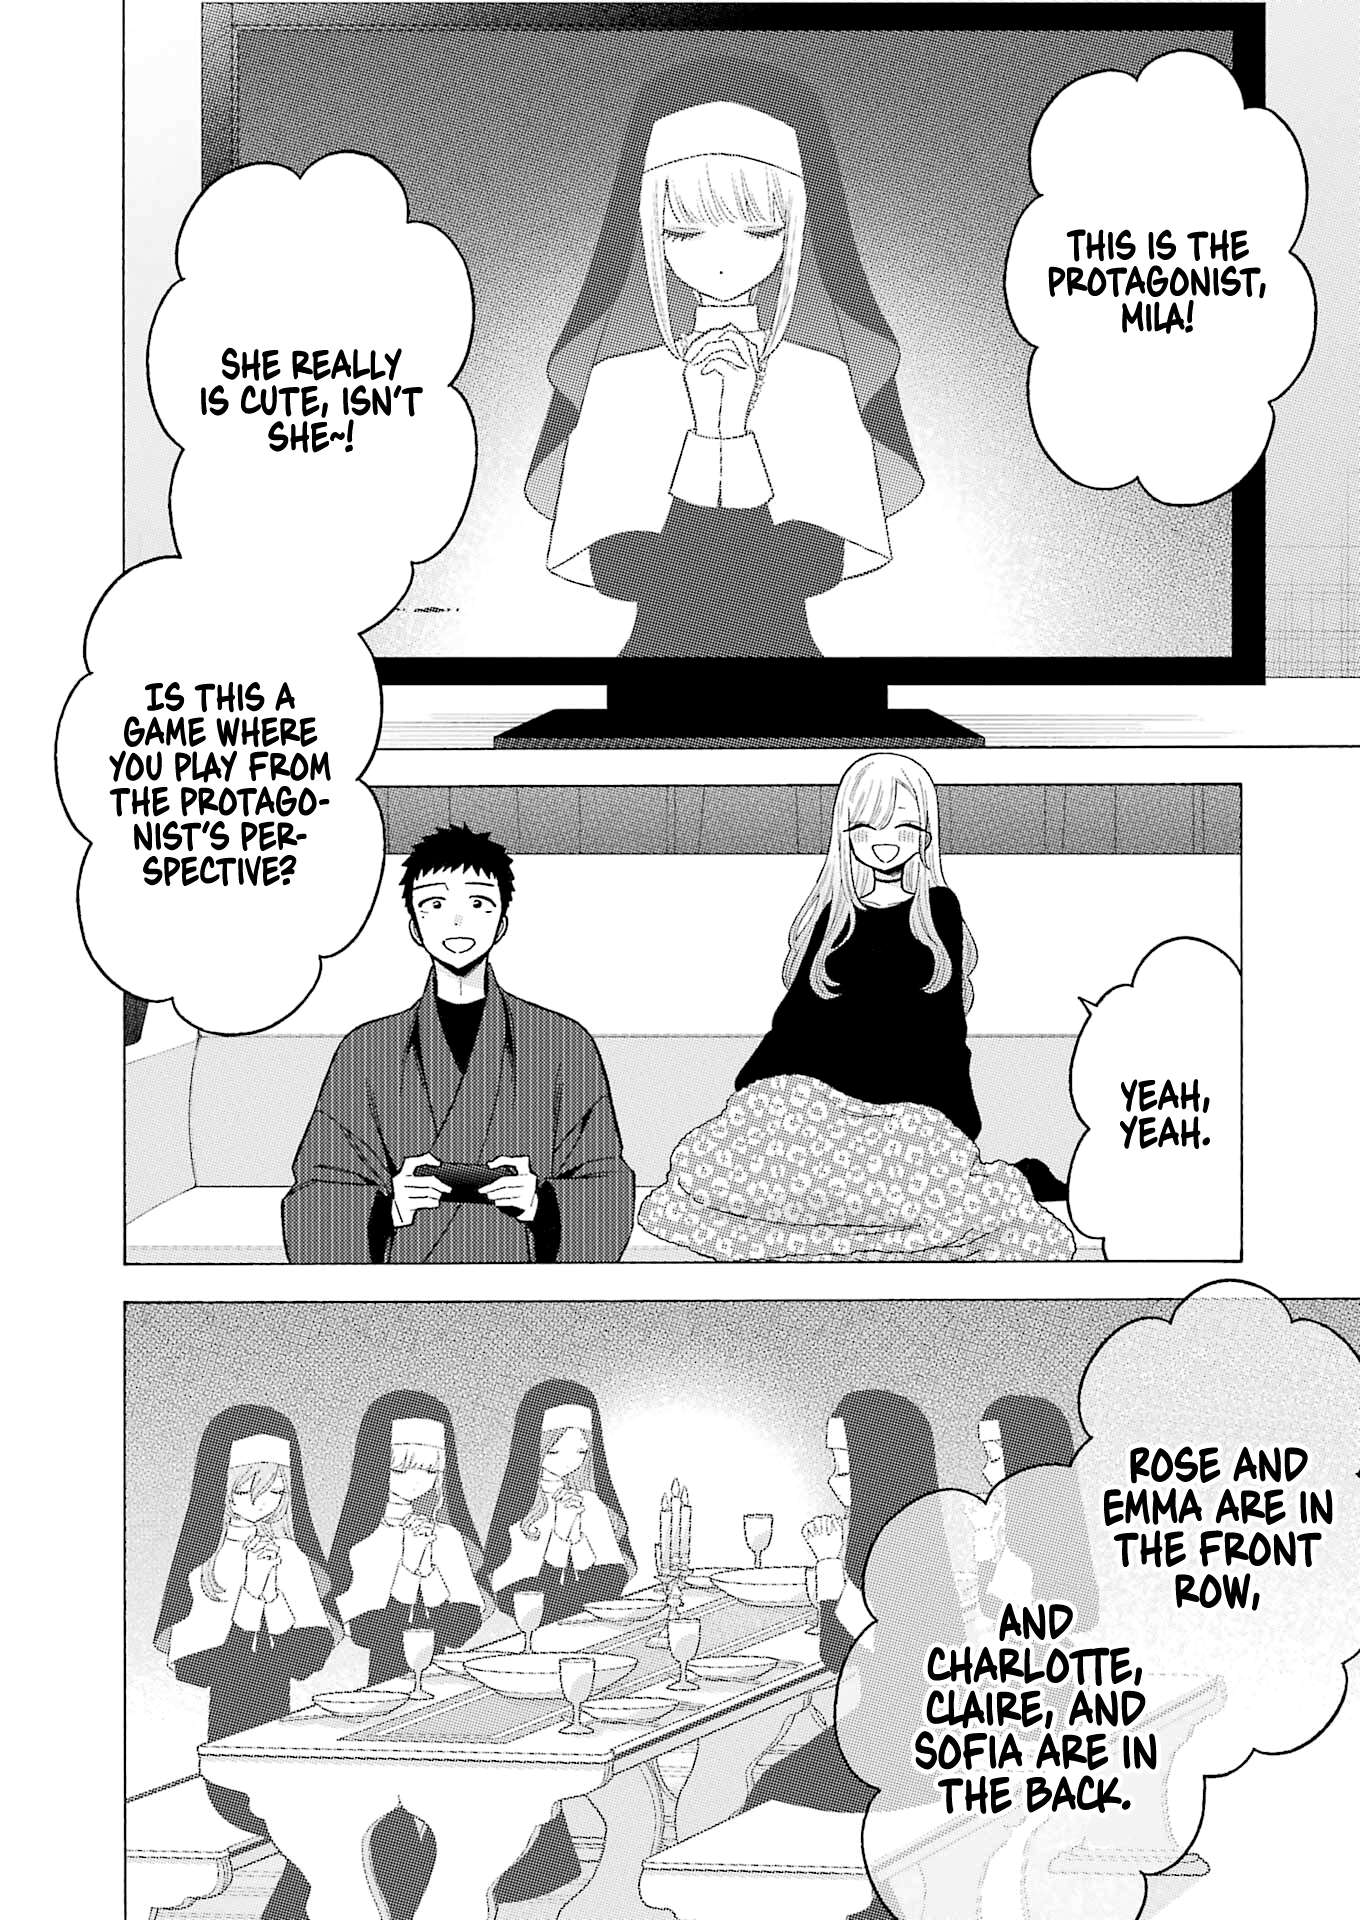 THIS IS THE
PROTAGONIST,
MILA!
SHE REALLY
IS CUTE, ISN'T
SHE~!
IS THIS A
GAME WHERE
YOU PLAY FROM
THE PROTAGO-
NIST'S PER-
SPECTIVE?
YEAH,
YEAH.
ROSE AND
EMMA ARE IN
THE FRONT
ROW,
AND
CHARLOTTE,
CLAIRE, AND
SOFIA ARE IN
THE BACK.